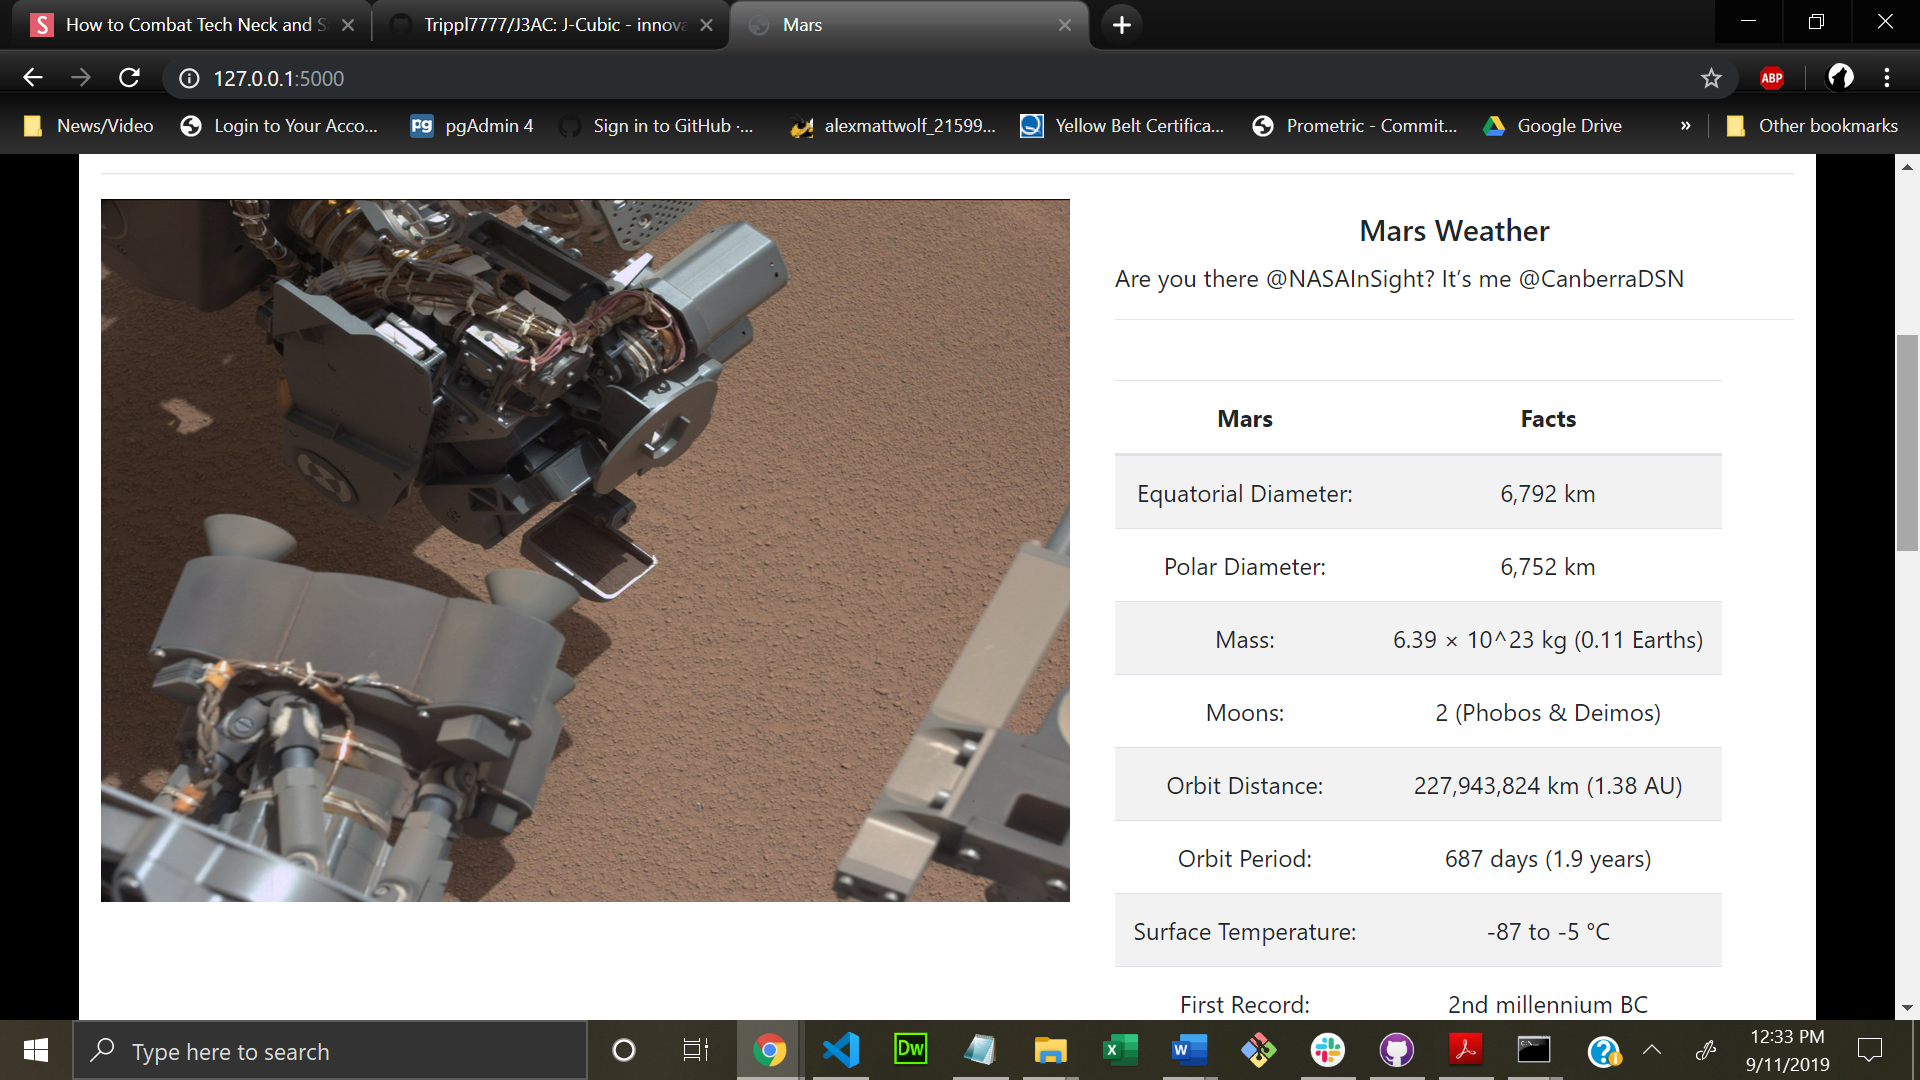 How to Combat Tech Neck and S
Trippl7777/J3AC: J-Cubic - innova
Mars
127.0.0.1:5000
ABP
News/Video
Login to Your Acco...
pgAdmin 4
Sign in to GitHub ·...
alexmattwolf_21599...
Yellow Belt Certifica...
Prometric - Commit...
Google Drive
»
Other bookmarks
Mars Weather
Are you there @NASAInSight? It’s me @CanberraDSN
Mars Facts
Equatorial Diameter: 6,792 km
Polar Diameter: 6,752 km
Mass: 6.39 × 10^23 kg (0.11 Earths)
Moons: 2 (Phobos & Deimos)
Orbit Distance: 227,943,824 km (1.38 AU)
Orbit Period: 687 days (1.9 years)
Surface Temperature: -87 to -5 °C
First Record: 2nd millennium BC
Type here to search
Dw
12:33 PM
9/11/2019